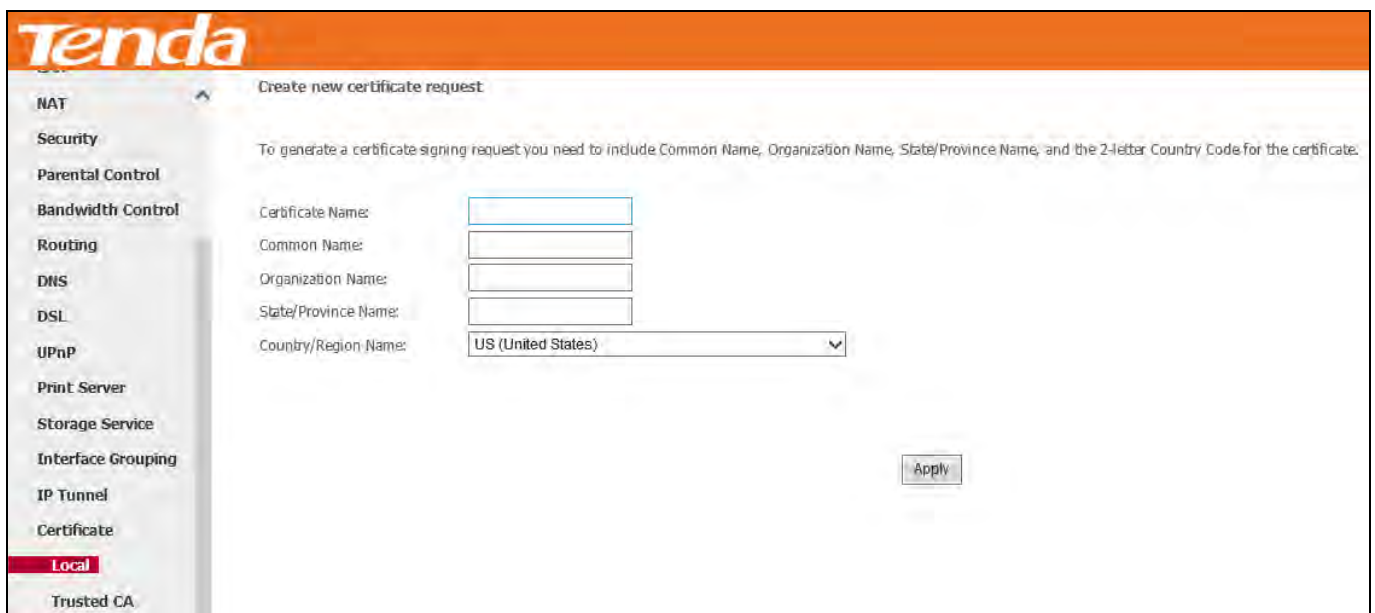 Tenda
Create new certificate request
NAT
Security
To generate a certificate signing request you need to include Common Name, Organization Name, State/Province Name, and the 2-letter Country Code for the certificate.
Parental Control
Bandwidth Control
Certificate Name:
Routing
Common Name:
DNS
Organization Name:
DSL
State/Province Name:
UPnP
Country/Region Name: US (United States)
Print Server
Storage Service
Interface Grouping
Apply
IP Tunnel
Certificate
Local
Trusted CA